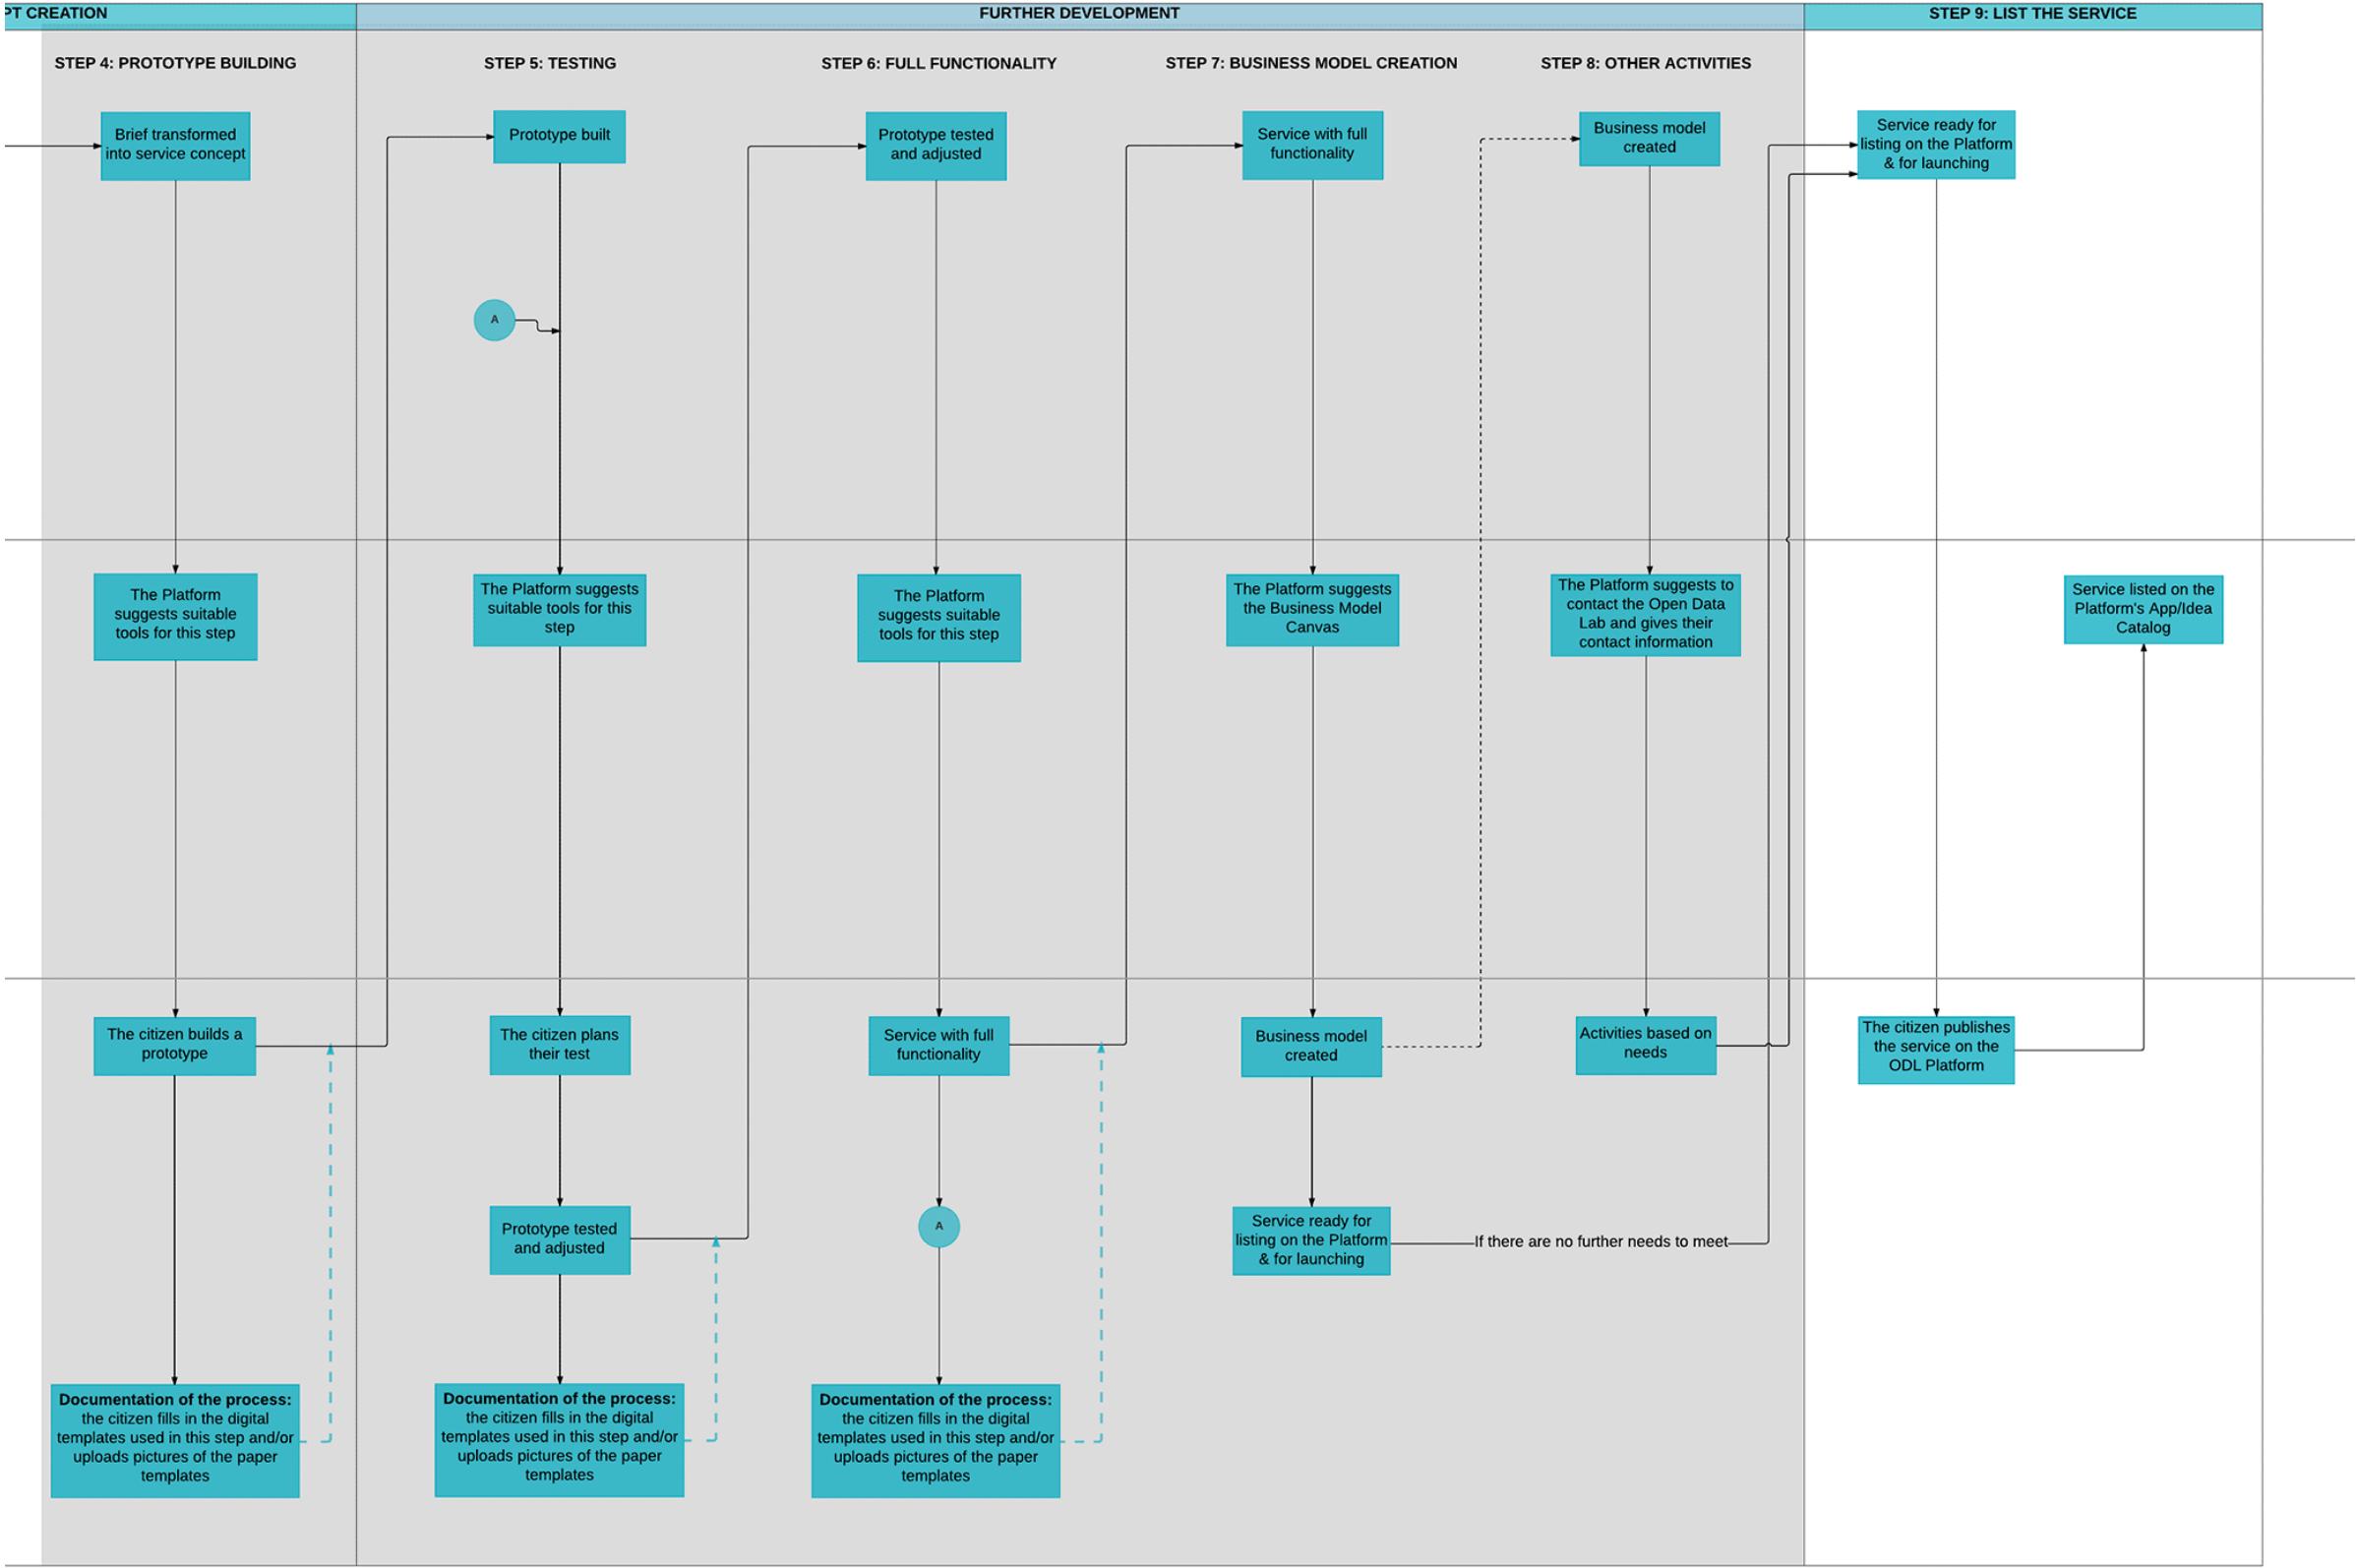 PT CREATION
FURTHER DEVELOPMENT
STEP 9: LIST THE SERVICE
STEP 4: PROTOTYPE BUILDING
STEP 5: TESTING
STEP 6: FULL FUNCTIONALITY
STEP 7: BUSINESS MODEL CREATION
STEP 8: OTHER ACTIVITIES
Brief transformed
into service concept
Prototype built
Prototype tested
and adjusted
Service with full
functionality
Business model
created
Service ready for
listing on the Platform
& for launching
A
The Platform
suggests suitable
tools for this step
The Platform suggests
suitable tools for this
step
The Platform
suggests suitable
tools for this step
The Platform suggests
the Business Model
Canvas
The Platform suggests to
contact the Open Data
Lab and gives their
contact information
Service listed on the
Platform's App/Idea
Catalog
The citizen builds a
prototype
The citizen plans
their test
Service with full
functionality
Business model
created
Activities based on
needs
The citizen publishes
the service on the
ODL Platform
Prototype tested
and adjusted
A
Service ready for
listing on the Platform
& for launching
If there are no further needs to meet
Documentation of the process:
the citizen fills in the digital
templates used in this step and/or
uploads pictures of the paper
templates
Documentation of the process:
the citizen fills in the digital
templates used in this step and/or
uploads pictures of the paper
templates
Documentation of the process:
the citizen fills in the digital
templates used in this step and/or
uploads pictures of the paper
templates